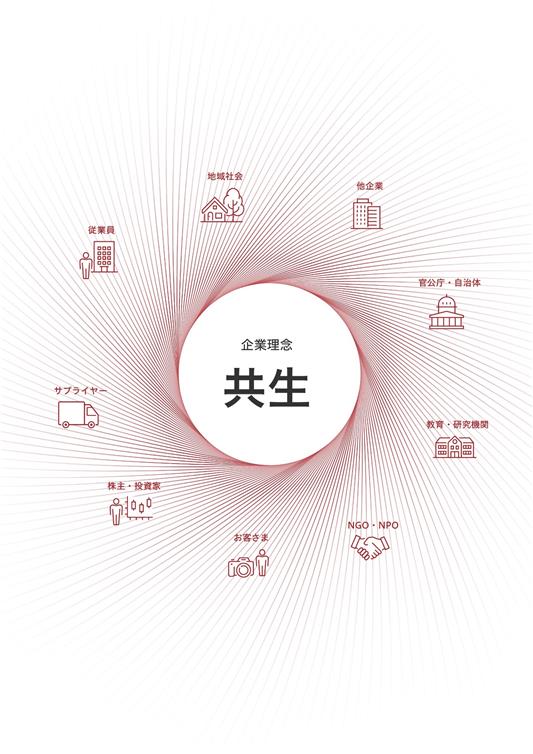 地域社会
他企業
従業員
官公庁・自治体
企業理念
共生
サプライヤー
教育・研究機関
株主・投資家
NGO・NPO
お客さま